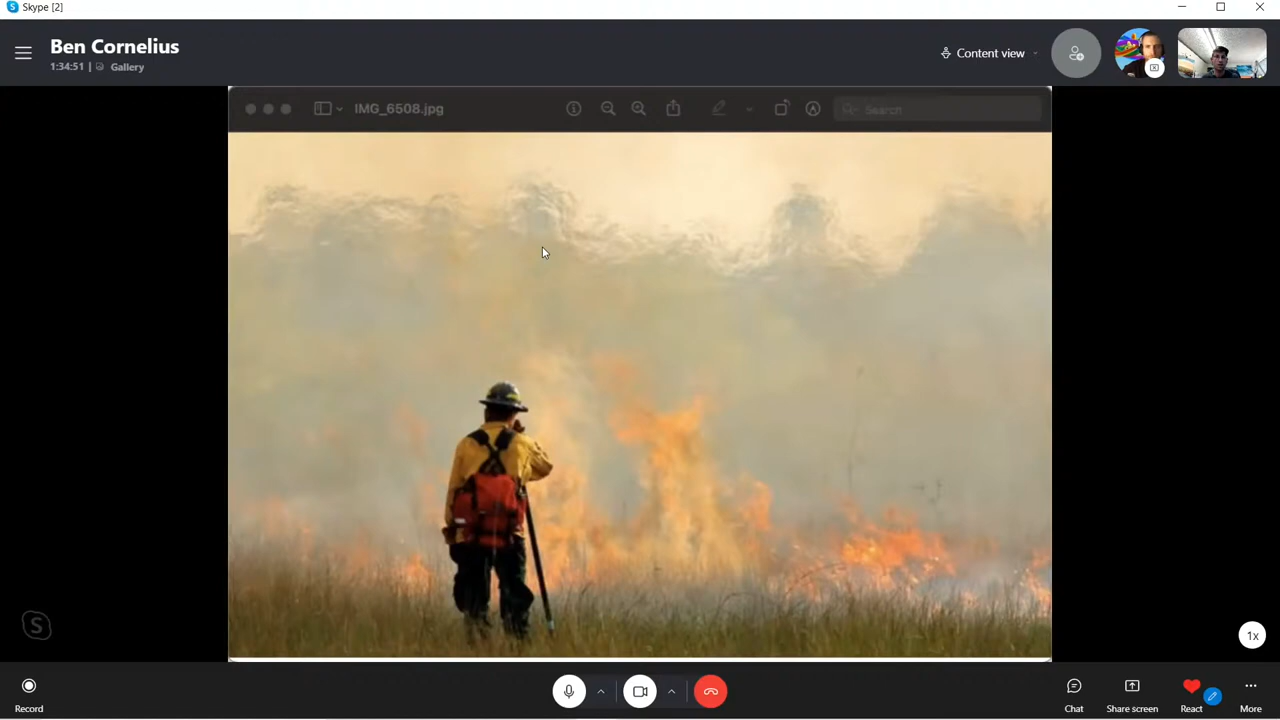 Skype [2]
Ben Cornelius
1:34:51 | Gallery
Content view
IMG_6508.jpg
Search
S
1x
Record
Chat
Share screen
React
More